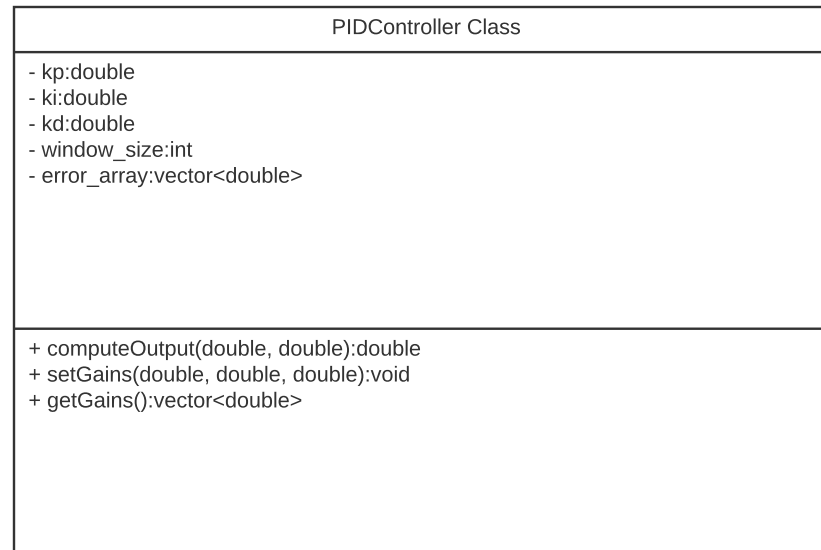 PIDController Class
- kp:double
- ki:double
- kd:double
- window_size:int
- error_array:vector<double>
+ computeOutput(double, double):double
+ setGains(double, double, double):void
+ getGains():vector<double>